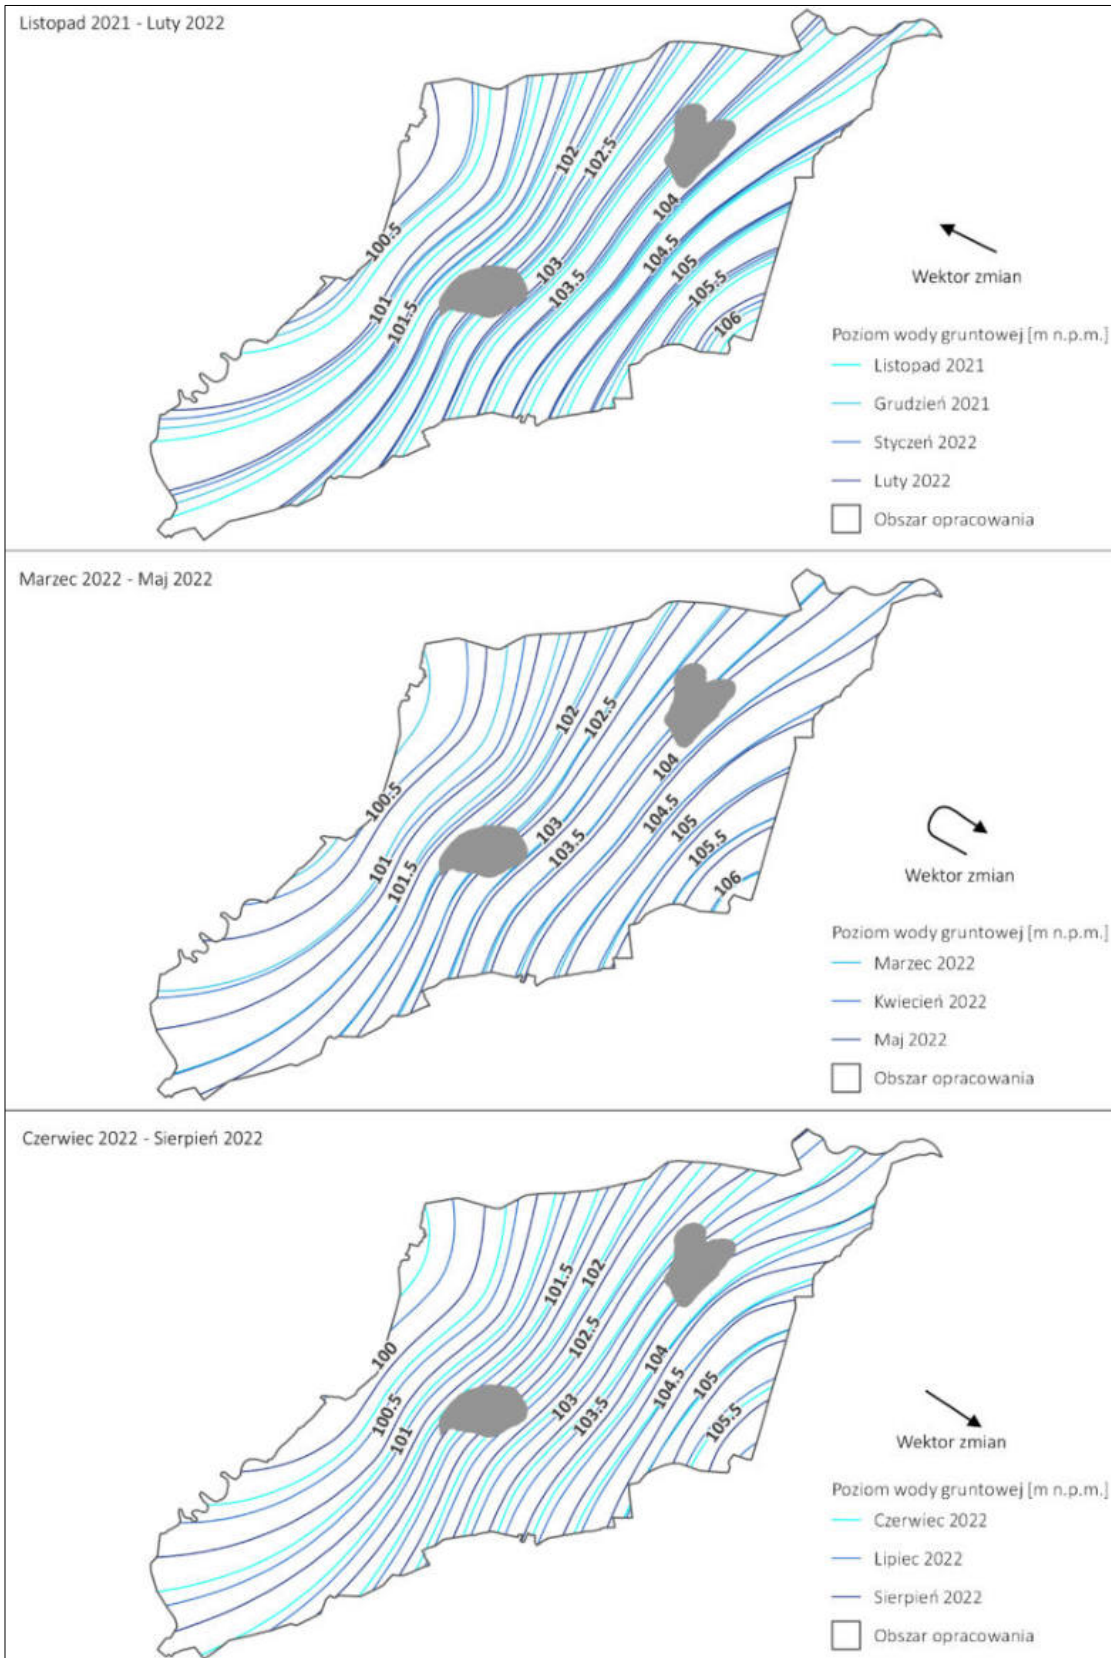 Listopad 2021 - Luty 2022
102
102.5
104
100.5
104.5
103
105
101
103.5
105.5
101.5
106
Wektor zmian
Poziom wody gruntowej [m n.p.m.]
Listopad 2021
Grudzień 2021
Styczeń 2022
Luty 2022
Obszar opracowania
Marzec 2022 - Maj 2022
102
102.5
104
100.5
104.5
103
105
101
103.5
105.5
101.5
106
Wektor zmian
Poziom wody gruntowej [m n.p.m.]
Marzec 2022
Kwiecień 2022
Maj 2022
Obszar opracowania
Czerwiec 2022 - Sierpień 2022
101.5
102
102.5
100
104
104.5
105
100.5
103
103.5
105.5
101
Wektor zmian
Poziom wody gruntowej [m n.p.m.]
Czerwiec 2022
Lipiec 2022
Sierpień 2022
Obszar opracowania